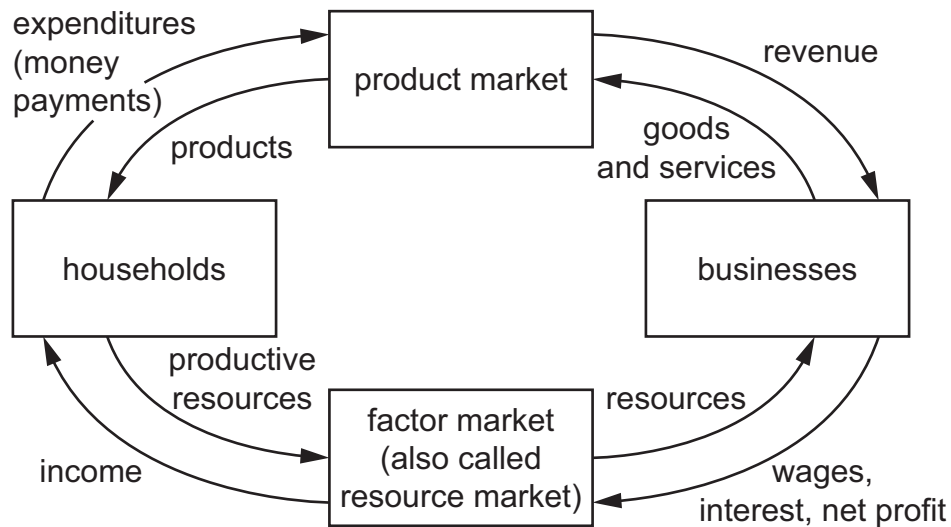 expenditures
(money
payments)
product market
revenue
products
goods
and services
households
businesses
productive
resources
factor market
(also called
resource market)
resources
income
wages,
interest, net profit